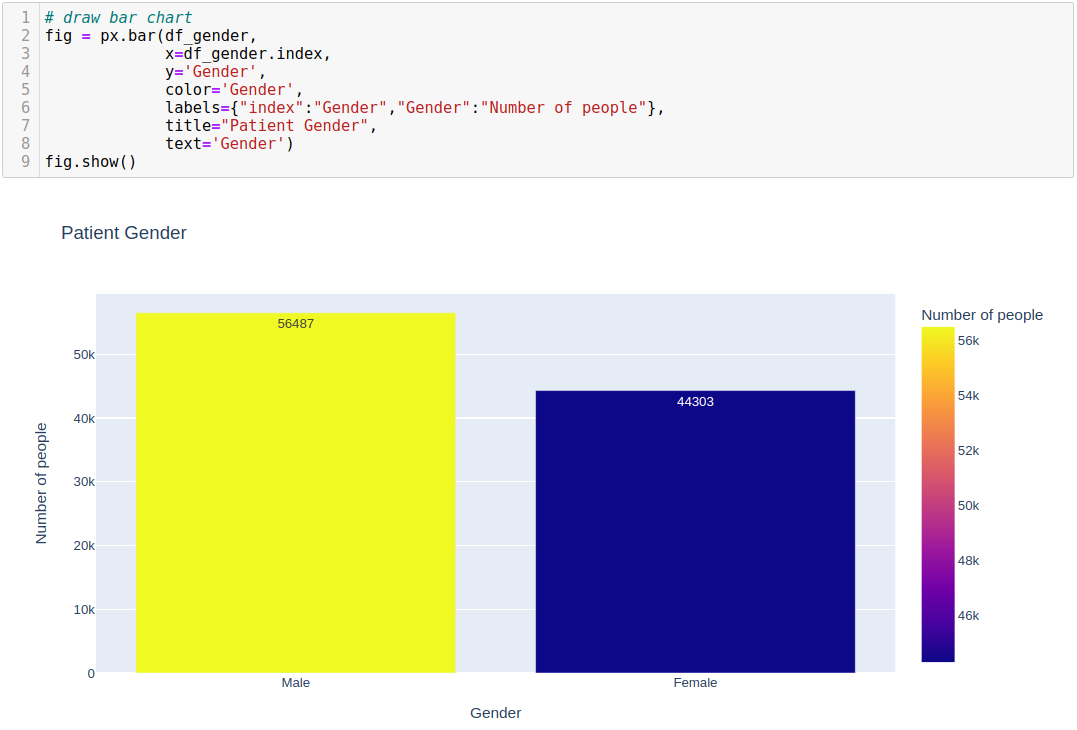 1 # draw bar chart
2 fig = px.bar(df_gender,
3              x=df_gender.index,
4              y='Gender',
5              color='Gender',
6              labels={"index":"Gender","Gender":"Number of people"},
7              title="Patient Gender",
8              text='Gender')
9 fig.show()
Patient Gender
Number of people
56487
44303
50k
40k
30k
20k
10k
0
Number of people
Male
Female
Gender
56k
54k
52k
50k
48k
46k